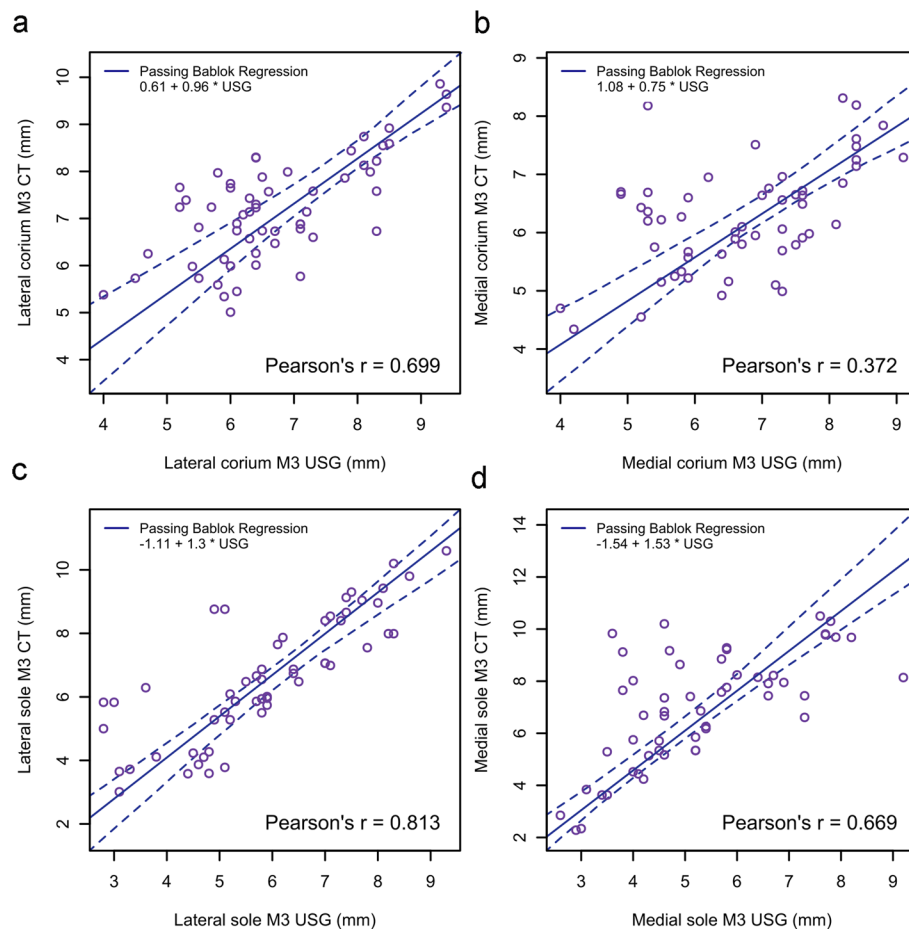 a
Passing Bablok Regression
0.61 + 0.96 * USG
10
9
8
7
6
5
4
Lateral corium M3 CT (mm)
Pearson's r = 0.699
4 5 6 7 8 9
Lateral corium M3 USG (mm)
b
Passing Bablok Regression
1.08 + 0.75 * USG
9
8
7
6
5
4
Medial corium M3 CT (mm)
Pearson's r = 0.372
4 5 6 7 8 9
Medial corium M3 USG (mm)
c
Passing Bablok Regression
-1.11 + 1.3 * USG
10
8
6
4
2
Lateral sole M3 CT (mm)
Pearson's r = 0.813
3 4 5 6 7 8 9
Lateral sole M3 USG (mm)
d
Passing Bablok Regression
-1.54 + 1.53 * USG
14
12
10
8
6
4
2
Medial sole M3 CT (mm)
Pearson's r = 0.669
3 4 5 6 7 8 9
Medial sole M3 USG (mm)